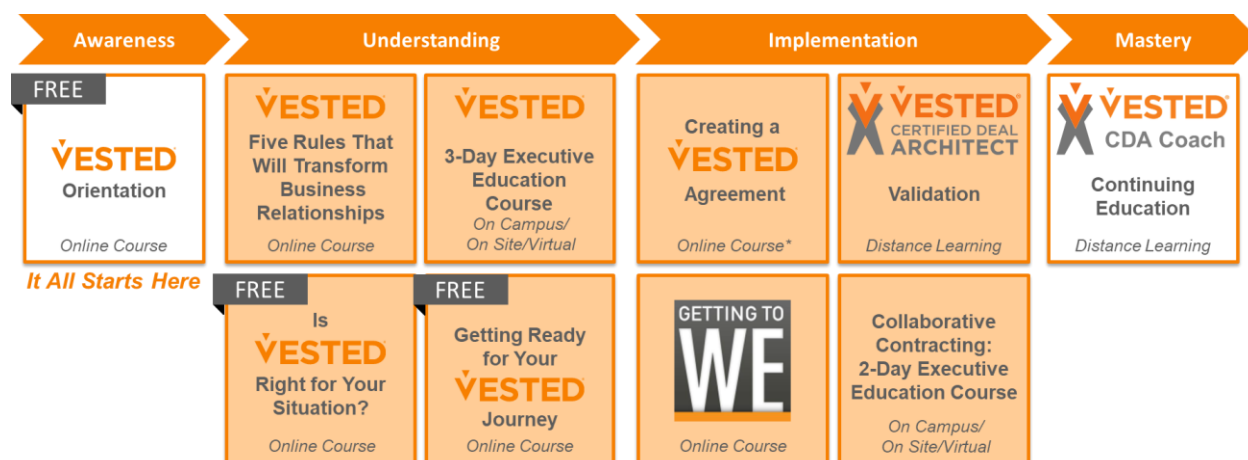 Awareness
Understanding
Implementation
Mastery
FREE
VESTED
Orientation
Online Course
It All Starts Here
VESTED®
Five Rules That
Will Transform
Business
Relationships
Online Course
VESTED®
3-Day Executive
Education
Course
On Campus/
On Site/Virtual
Creating a
VESTED
Agreement
Online Course*
VESTED®
CERTIFIED DEAL
ARCHITECT
Validation
Distance Learning
VESTED®
CDA Coach
Continuing
Education
Distance Learning
FREE
Is
VESTED
Right for Your
Situation?
Online Course
FREE
Getting Ready
for Your
VESTED
Journey
Online Course
GETTING TO
WE
Online Course
Collaborative
Contracting:
2-Day Executive
Education Course
On Campus/
On Site/Virtual